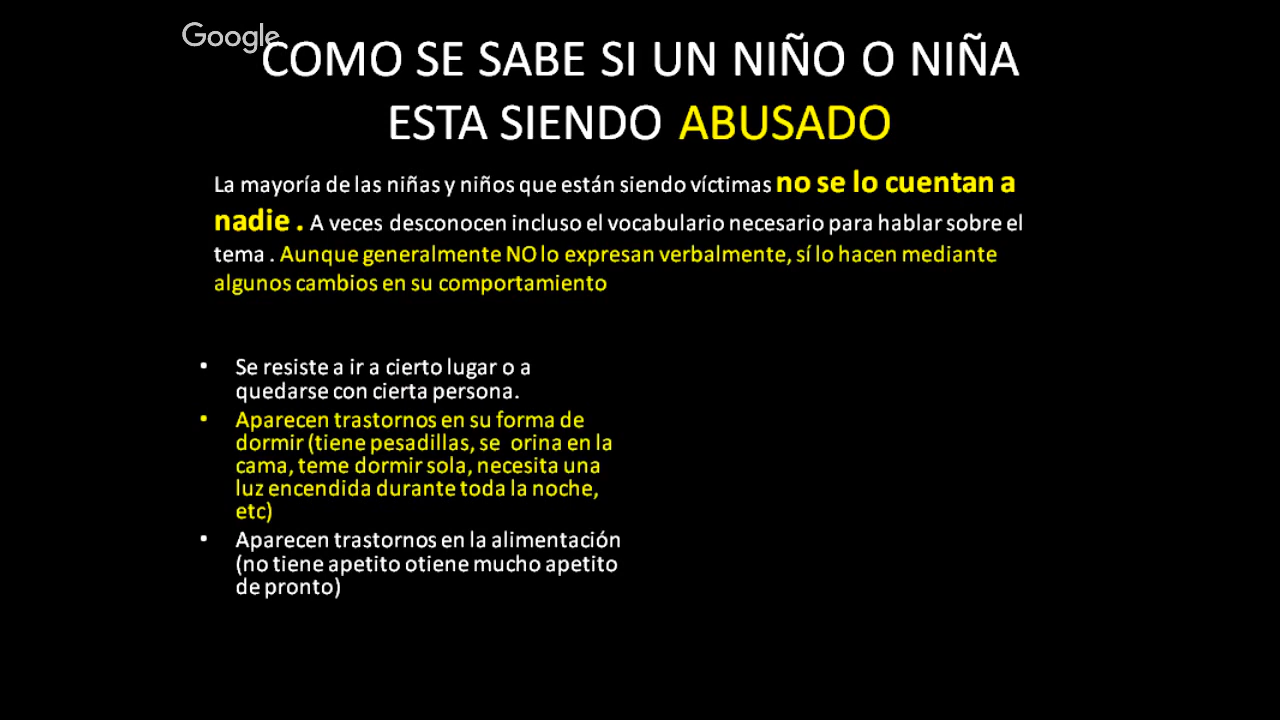 Google
COMO SE SABE SI UN NIÑO O NIÑA
ESTA SIENDO ABUSADO
La mayoría de las niñas y niños que están siendo víctimas no se lo cuentan a
nadie . A veces desconocen incluso el vocabulario necesario para hablar sobre el
tema . Aunque generalmente NO lo expresan verbalmente, sí lo hacen mediante
algunos cambios en su comportamiento
• Se resiste a ir a cierto lugar o a
quedarse con cierta persona.
• Aparecen trastornos en su forma de
dormir (tiene pesadillas, se orina en la
cama, teme dormir sola, necesita una
luz encendida durante toda la noche,
etc)
• Aparecen trastornos en la alimentación
(no tiene apetito otiene mucho apetito
de pronto)